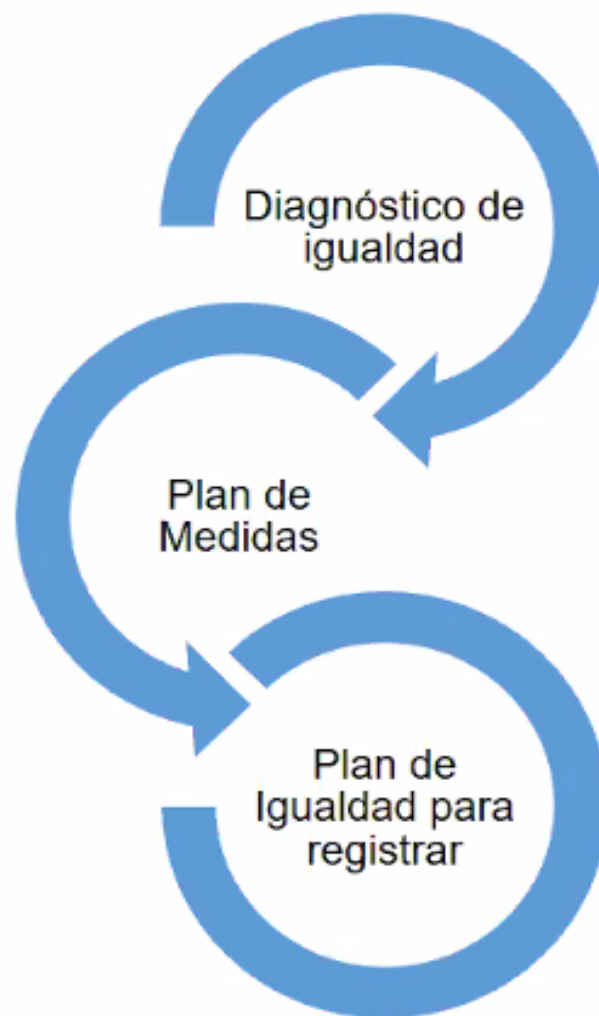 Diagnóstico de
igualdad
Plan de
Medidas
Plan de
Igualdad para
registrar